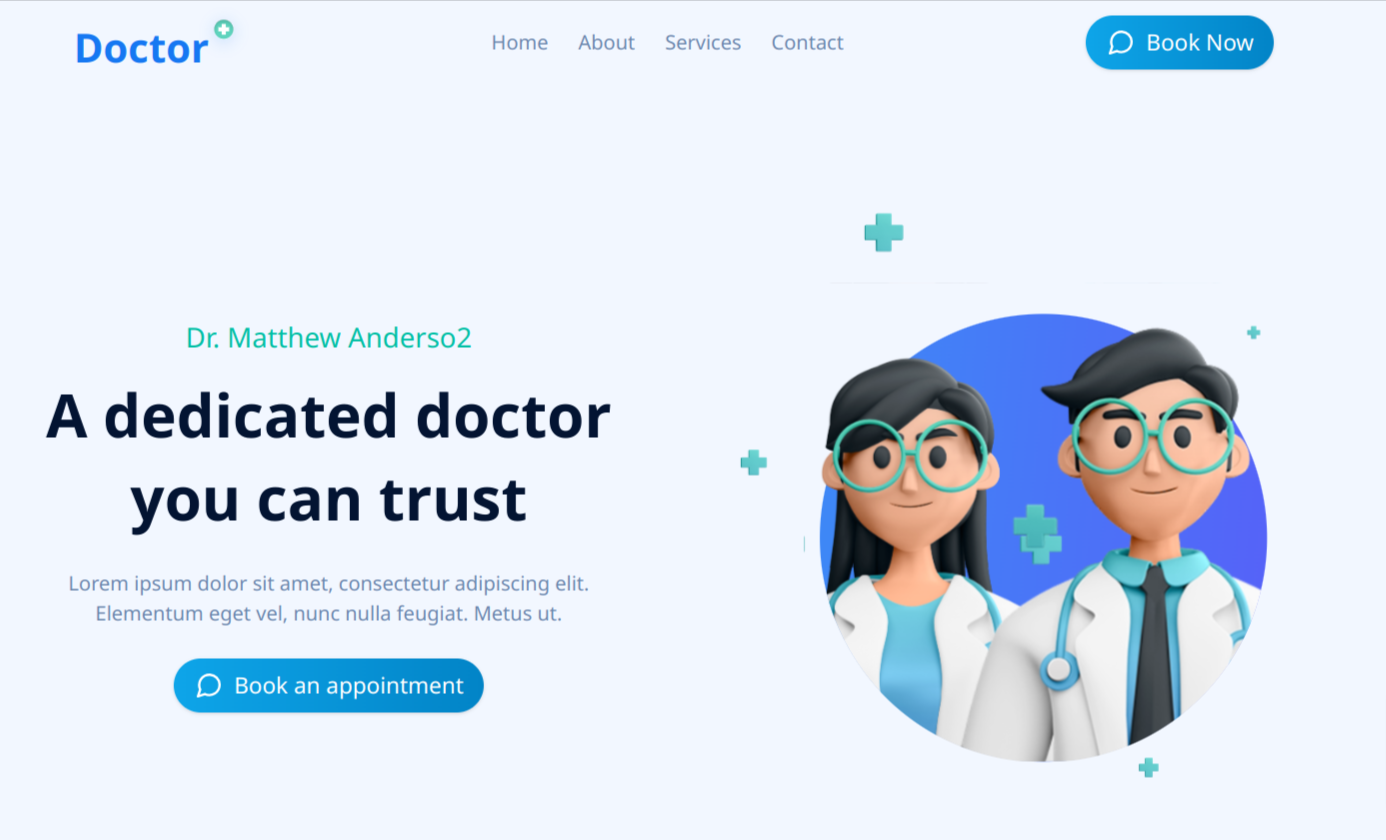 Doctor
Home About Services Contact
Book Now
Dr. Matthew Anderso2
A dedicated doctor
you can trust
Lorem ipsum dolor sit amet, consectetur adipiscing elit.
Elementum eget vel, nunc nulla feugiat. Metus ut.
Book an appointment